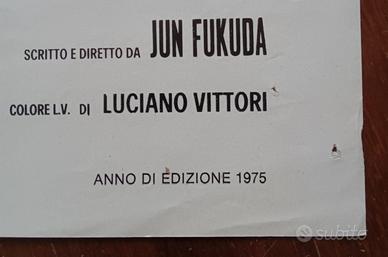 SCRITTO E DIRETTO DA JUN FUKUDA
COLORE L.V. DI LUCIANO VITTORI
ANNO DI EDIZIONE 1975
subito